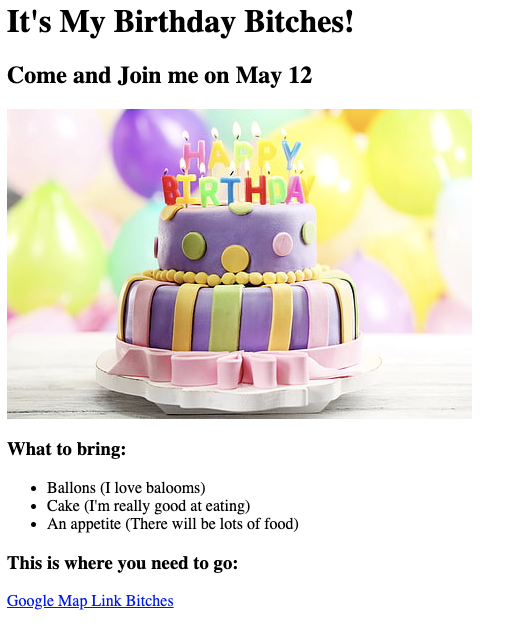 It's My Birthday Bitches!
Come and Join me on May 12
HAPPY
BIRTHDAY
What to bring:
Ballons (I love balooms)
Cake (I'm really good at eating)
An appetite (There will be lots of food)
This is where you need to go:
Google Map Link Bitches